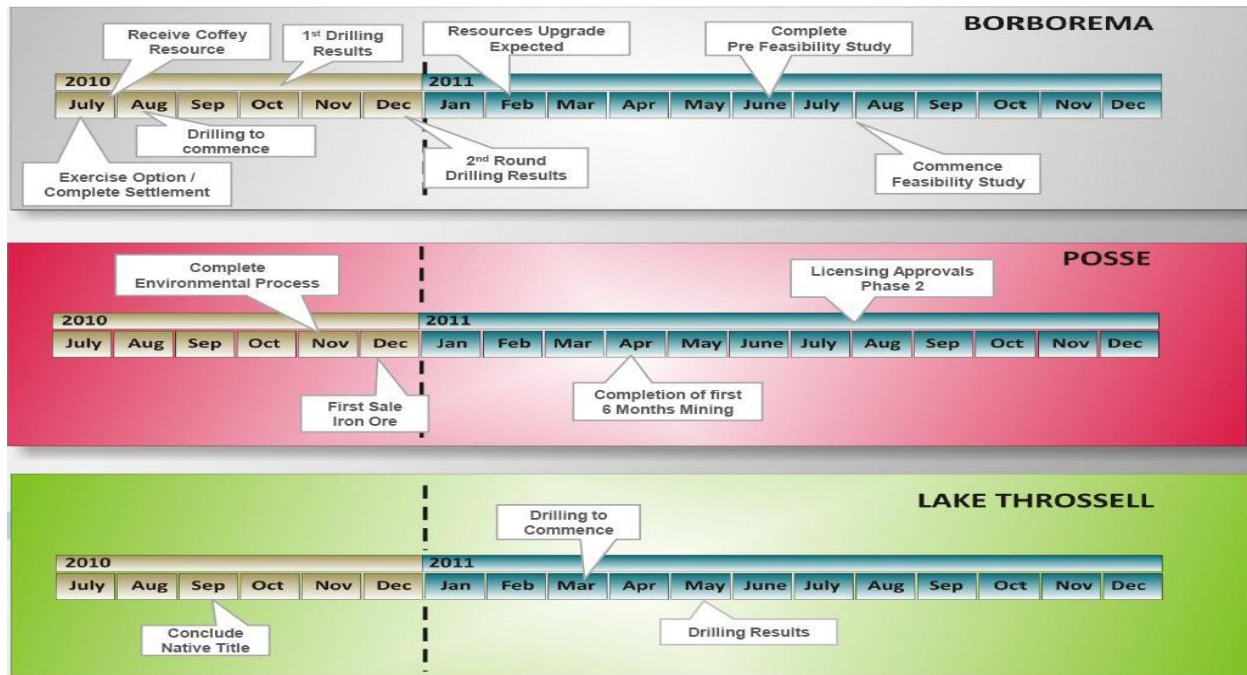 BORBOREMA
Receive Coffey
Resource
1st Drilling
Results
Resources Upgrade
Expected
Complete
Pre Feasibility Study
2010
2011
July Aug Sep Oct Nov Dec Jan Feb Mar Apr May June July Aug Sep Oct Nov Dec
Drilling to
commence
Exercise Option /
Complete Settlement
2nd Round
Drilling Results
Commence
Feasibility Study
POSSE
Complete
Environmental Process
Licensing Approvals
Phase 2
2010
2011
July Aug Sep Oct Nov Dec Jan Feb Mar Apr May June July Aug Sep Oct Nov Dec
First Sale
Iron Ore
Completion of first
6 Months Mining
LAKE THROSSELL
Drilling to
Commence
2010
2011
July Aug Sep Oct Nov Dec Jan Feb Mar Apr May June July Aug Sep Oct Nov Dec
Conclude
Native Title
Drilling Results